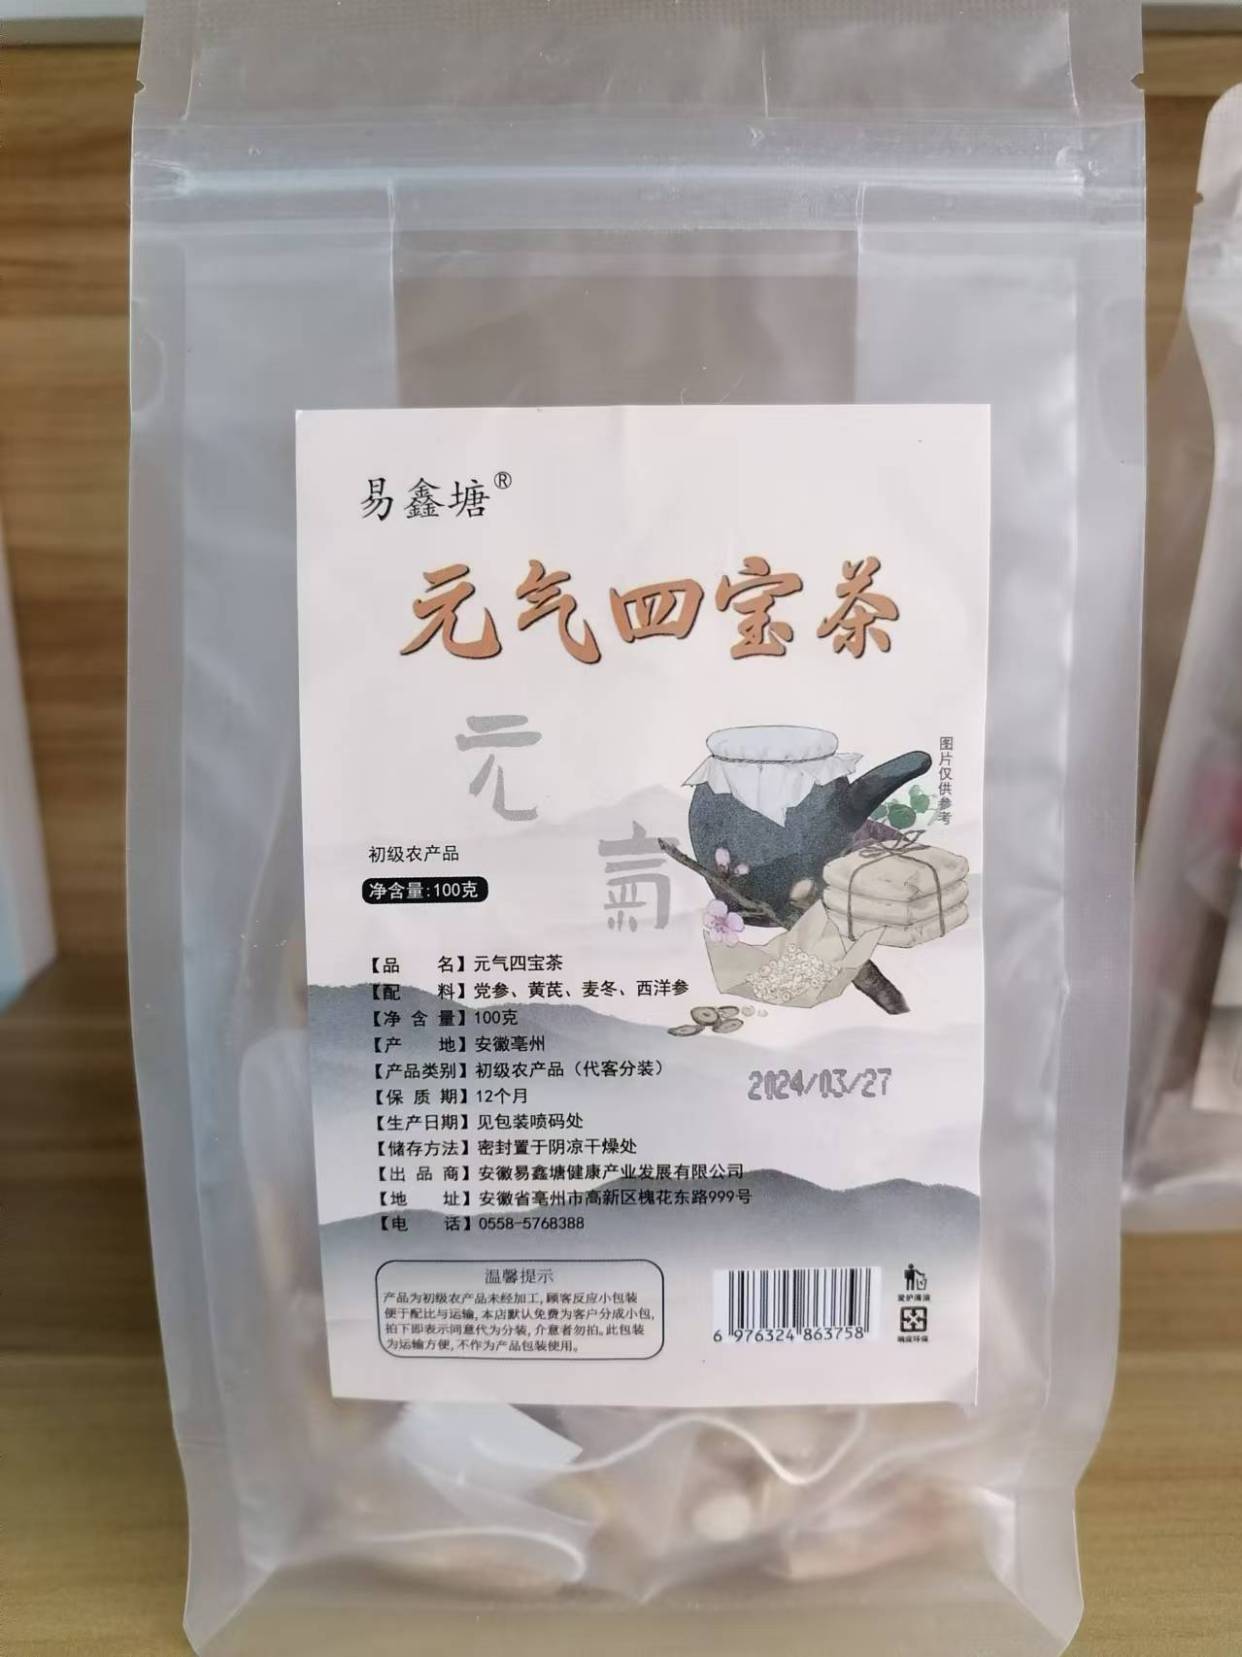 易鑫塘®
元气四宝茶
元
氣
图片仅供参考
初级农产品
净含量:100克
【品 名】元气四宝茶
【配 料】党参、黄芪、麦冬、西洋参
【净 含 量】100克
【产 地】安徽亳州
【产品类别】初级农产品（代客分装）
【保 质 期】12个月
【生产日期】见包装喷码处
【储存方法】密封置于阴凉干燥处
【出 品 商】安徽易鑫塘健康产业发展有限公司
【地 址】安徽省亳州市高新区槐花东路999号
【电 话】0558-5768388
2024/03/27
温馨提示
产品为初级农产品未经加工,顾客反应小包装
便于配比与运输,本店默认免费为客户分成小包,
拍下即表示同意代为分装,介意者勿拍。此包装
为运输方便,不作为产品包装使用。
6 976324 863758
爱护清洁
响应环保